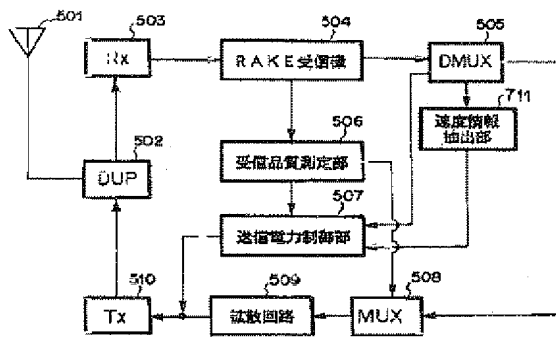 501
503
504
505
Rx
RAKE受信機
DMUX
711
506
速度情報
抽出部
502
受信品質測定部
DUP
507
送信電力制御部
510
509
508
Tx
拡散回路
MUX